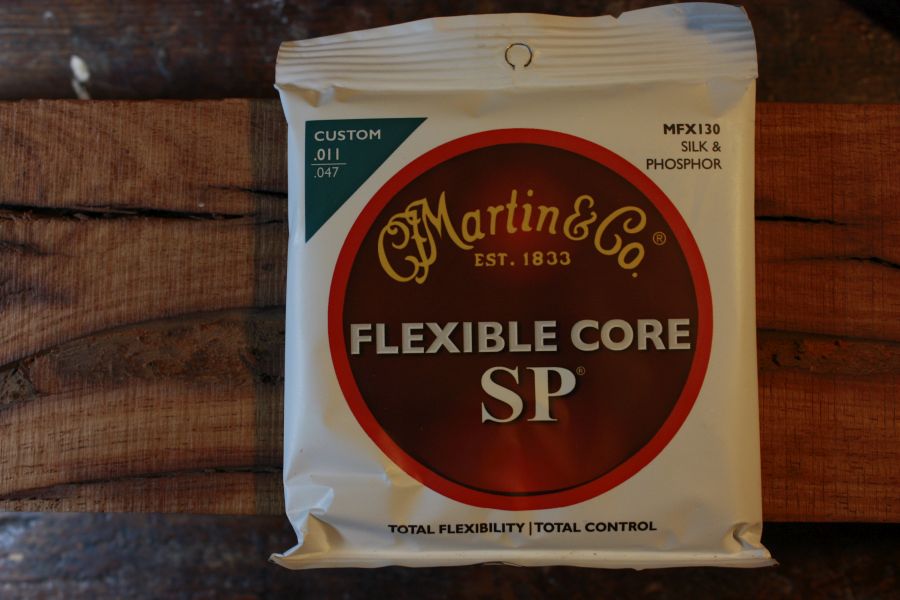 CUSTOM
.011
.047
MFX130
SILK &
PHOSPHOR
CFMartin & Co. ®
EST. 1833
FLEXIBLE CORE
SP®
TOTAL FLEXIBILITY | TOTAL CONTROL